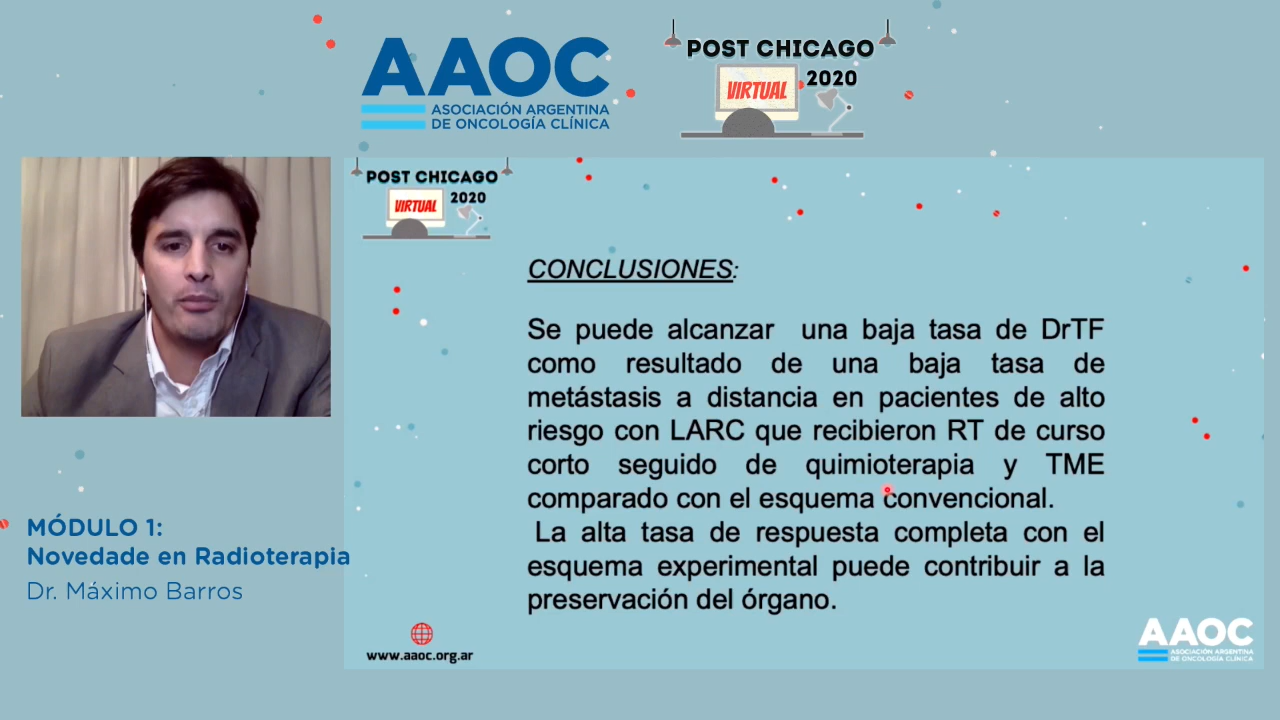 AAOC
ASOCIACIÓN ARGENTINA
DE ONCOLOGÍA CLÍNICA
POST CHICAGO
2020
VIRTUAL
POST CHICAGO
2020
VIRTUAL
CONCLUSIONES:
Se puede alcanzar una baja tasa de DrTF
como resultado de una baja tasa de
metástasis a distancia en pacientes de alto
riesgo con LARC que recibieron RT de curso
corto seguido de quimioterapia y TME
comparado con el esquema convencional.
La alta tasa de respuesta completa con el
esquema experimental puede contribuir a la
preservación del órgano.
MÓDULO 1:
Novedade en Radioterapia
Dr. Máximo Barros
www.aaoc.org.ar
AAOC
ASOCIACIÓN ARGENTINA
DE ONCOLOGÍA CLÍNICA